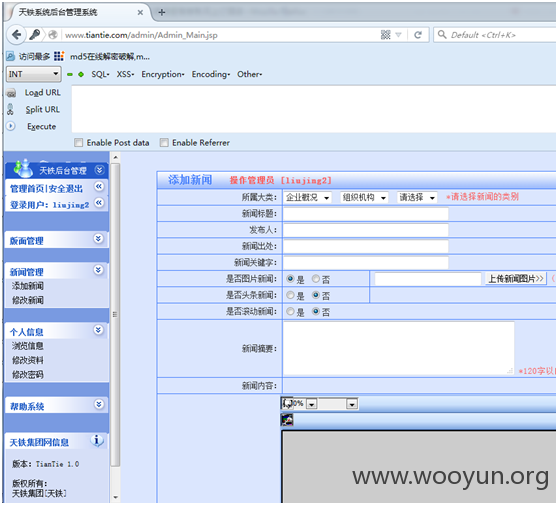 天铁系统后台管理系统
www.tiantie.com/admin/Admin_Main.jsp
Default <Ctrl+K>
访问最多 md5在线解密破解,m...
INT SQL- XSS- Encryption- Encoding- Other-
Load URL
Split URL
Execute
Enable Post data Enable Referrer
天铁后台管理
管理首页|安全退出
登录用户: liujing2
版面管理
新闻管理
添加新闻
修改新闻
个人信息
浏览信息
修改资料
修改密码
帮助系统
天铁集团网信息
版本: TianTie 1.0
版权所有:
天铁集团[天铁]
添加新闻 操作管理员 [liujing2]
所属大类: 企业概况 组织机构 请选择 *请选择新闻的类别
新闻标题:
发布人:
新闻出处:
新闻关键字:
是否图片新闻: 是 否 上传新闻图片>>
是否头条新闻: 是 否
是否滚动新闻: 是 否
新闻摘要:
*120字以
新闻内容:
www.wooyun.org